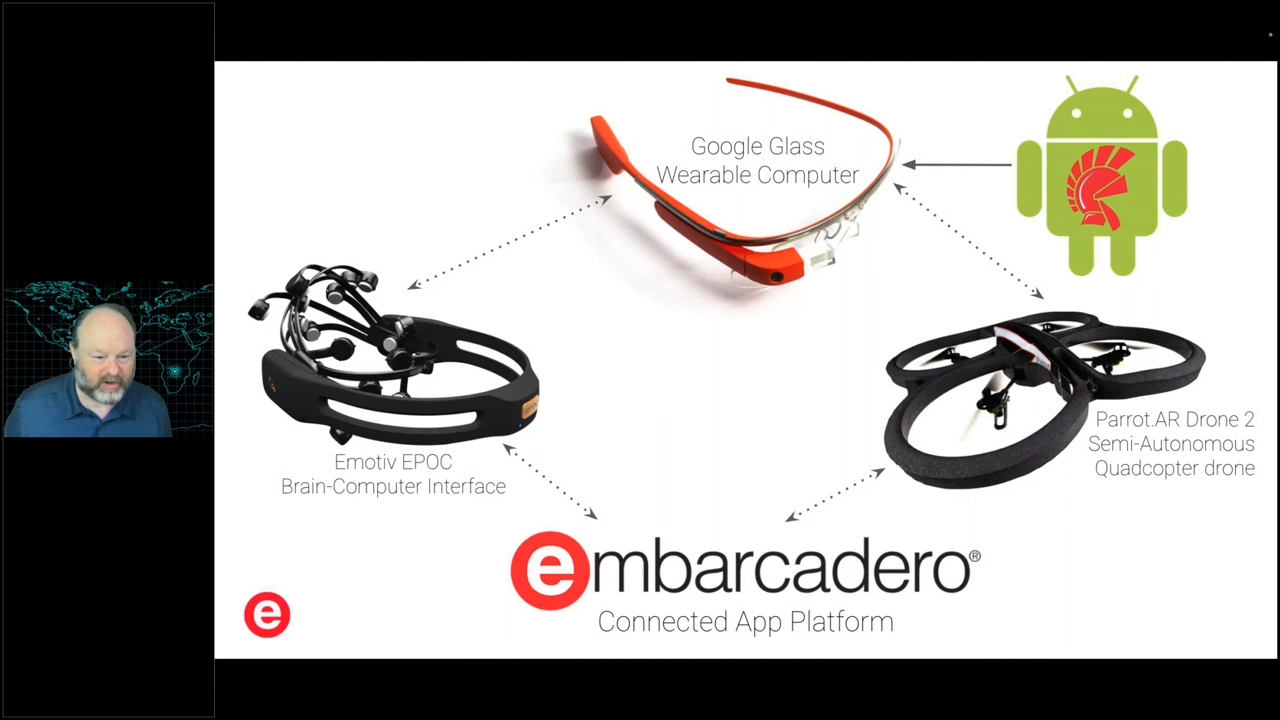 Google Glass
Wearable Computer
Emotiv EPOC
Brain-Computer Interface
Parrot.AR Drone 2
Semi-Autonomous
Quadcopter drone
embarcadero®
Connected App Platform
e